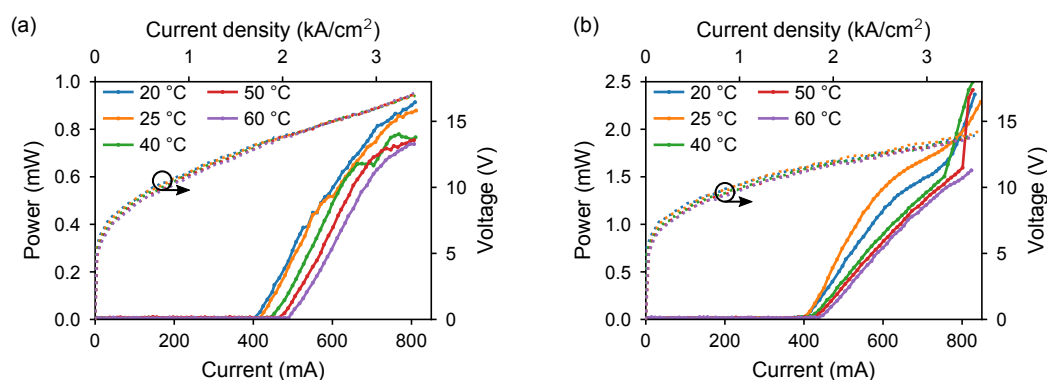 (a)
Current density (kA/cm²)
0 1 2 3
1.0
0.8
0.6
0.4
0.2
0.0
Power (mW)
20 °C
25 °C
40 °C
50 °C
60 °C
15
10
5
0
Voltage (V)
0 200 400 600 800
Current (mA)
(b)
Current density (kA/cm²)
0 1 2 3
2.5
2.0
1.5
1.0
0.5
0.0
Power (mW)
20 °C
25 °C
40 °C
50 °C
60 °C
15
10
5
0
Voltage (V)
0 200 400 600 800
Current (mA)